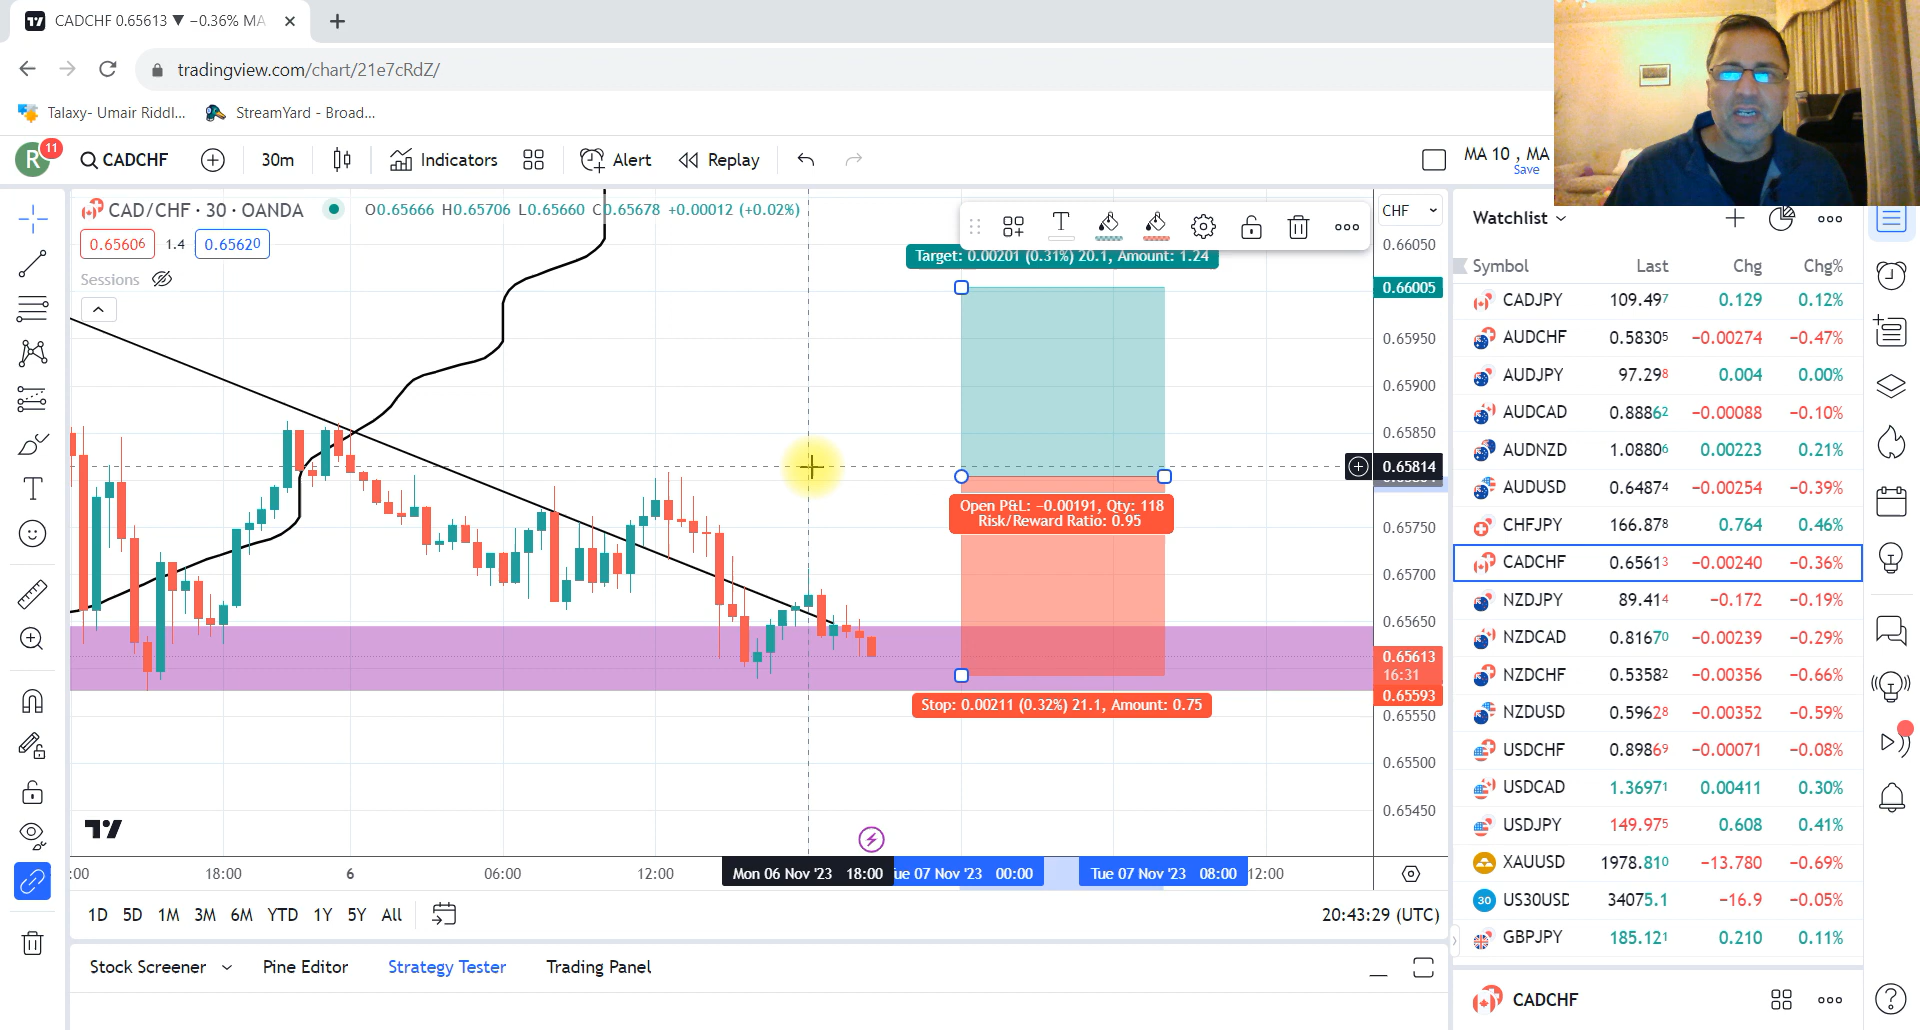 CADCHF 0.65613 ▼ −0.36% MA
tradingview.com/chart/21e7cRdZ/
Talaxy- Umair Riddl...
StreamYard - Broad...
R
11
CADCHF
30m
Indicators
Alert
Replay
MA 10 , MA
Save
CAD/CHF · 30 · OANDA
O0.65666 H0.65706 L0.65660 C0.65678 +0.00012 (+0.02%)
0.65606
1.4
0.65620
Sessions
Target: 0.00201 (0.31%) 20.1, Amount: 1.24
Open P&L: −0.00191, Qty: 118
Risk/Reward Ratio: 0.95
Stop: 0.00211 (0.32%) 21.1, Amount: 0.75
CHF
0.66050
0.66005
0.65950
0.65900
0.65850
0.65814
0.65750
0.65700
0.65650
0.65613
16:31
0.65593
0.65550
0.65500
0.65450
:00
18:00
6
06:00
12:00
Mon 06 Nov '23 18:00
ue 07 Nov '23 00:00
Tue 07 Nov '23 08:00
12:00
1D 5D 1M 3M 6M YTD 1Y 5Y All
20:43:29 (UTC)
Stock Screener
Pine Editor
Strategy Tester
Trading Panel
Watchlist
Symbol Last Chg Chg%
CADJPY 109.497 0.129 0.12%
AUDCHF 0.58305 −0.00274 −0.47%
AUDJPY 97.298 0.004 0.00%
AUDCAD 0.88862 −0.00088 −0.10%
AUDNZD 1.08806 0.00223 0.21%
AUDUSD 0.64874 −0.00254 −0.39%
CHFJPY 166.878 0.764 0.46%
CADCHF 0.65613 −0.00240 −0.36%
NZDJPY 89.414 −0.172 −0.19%
NZDCAD 0.81670 −0.00239 −0.29%
NZDCHF 0.53582 −0.00356 −0.66%
NZDUSD 0.59628 −0.00352 −0.59%
USDCHF 0.89869 −0.00071 −0.08%
USDCAD 1.36971 0.00411 0.30%
USDJPY 149.975 0.608 0.41%
XAUUSD 1978.810 −13.780 −0.69%
30 US30USD 34075.1 −16.9 −0.05%
GBPJPY 185.121 0.210 0.11%
CADCHF